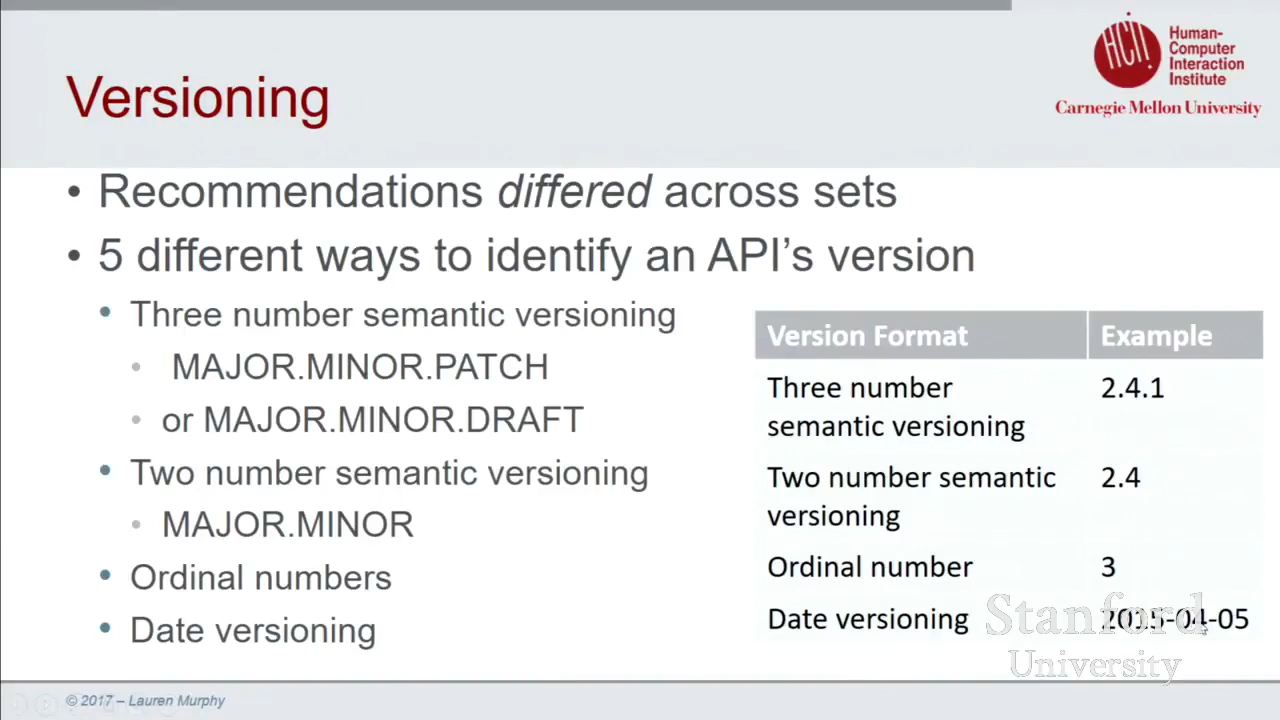 Human-
Computer
Interaction
Institute
Carnegie Mellon University
Versioning
• Recommendations differed across sets
• 5 different ways to identify an API's version
• Three number semantic versioning
• MAJOR.MINOR.PATCH
• or MAJOR.MINOR.DRAFT
• Two number semantic versioning
• MAJOR.MINOR
• Ordinal numbers
• Date versioning
Version Format Example
Three number 2.4.1
semantic versioning
Two number semantic 2.4
versioning
Ordinal number 3
Date versioning 2015-04-05
Stanford
University
© 2017 – Lauren Murphy